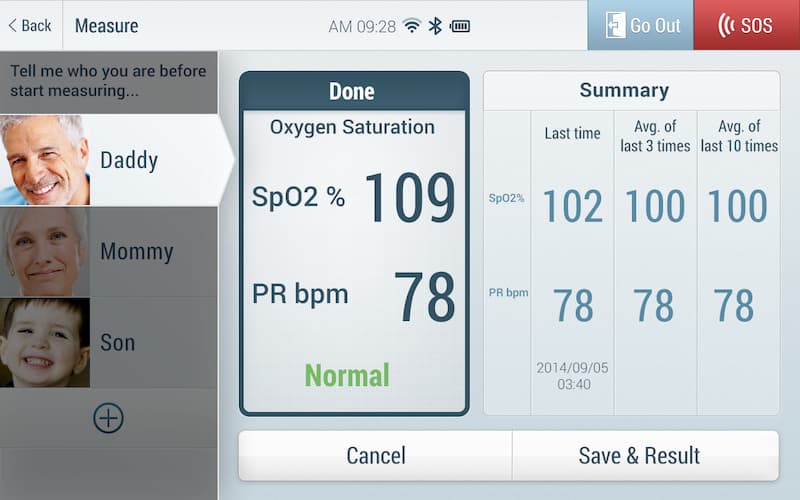 Back
Measure
AM 09:28
Go Out
SOS
Tell me who you are before
start measuring...
Daddy
Mommy
Son
Done
Oxygen Saturation
SpO2 % 109
PR bpm 78
Normal
Summary
Last time
Avg. of
last 3 times
Avg. of
last 10 times
SpO2% 102 100 100
PR bpm 78 78 78
2014/09/05
03:40
Cancel
Save & Result